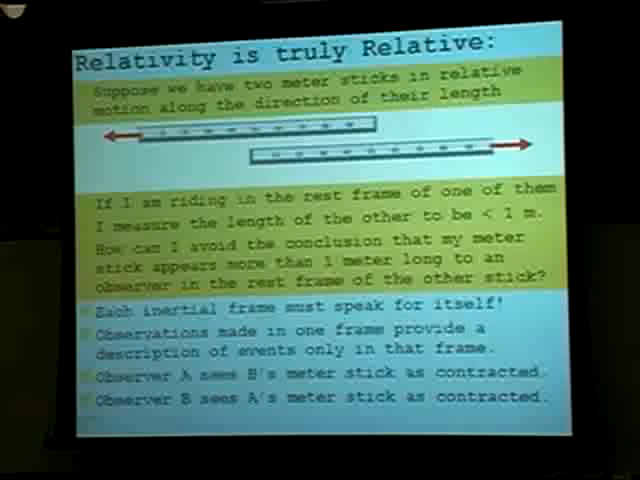 Relativity is truly Relative:
Suppose we have two meter sticks in relative
motion along the direction of their length
If I am riding in the rest frame of one of them
I measure the length of the other to be < 1 m.
How can I avoid the conclusion that my meter
stick appears more than 1 meter long to an
observer in the rest frame of the other stick?
Each inertial frame must speak for itself!
Observations made in one frame provide a
description of events only in that frame.
Observer A sees B's meter stick as contracted.
Observer B sees A's meter stick as contracted.